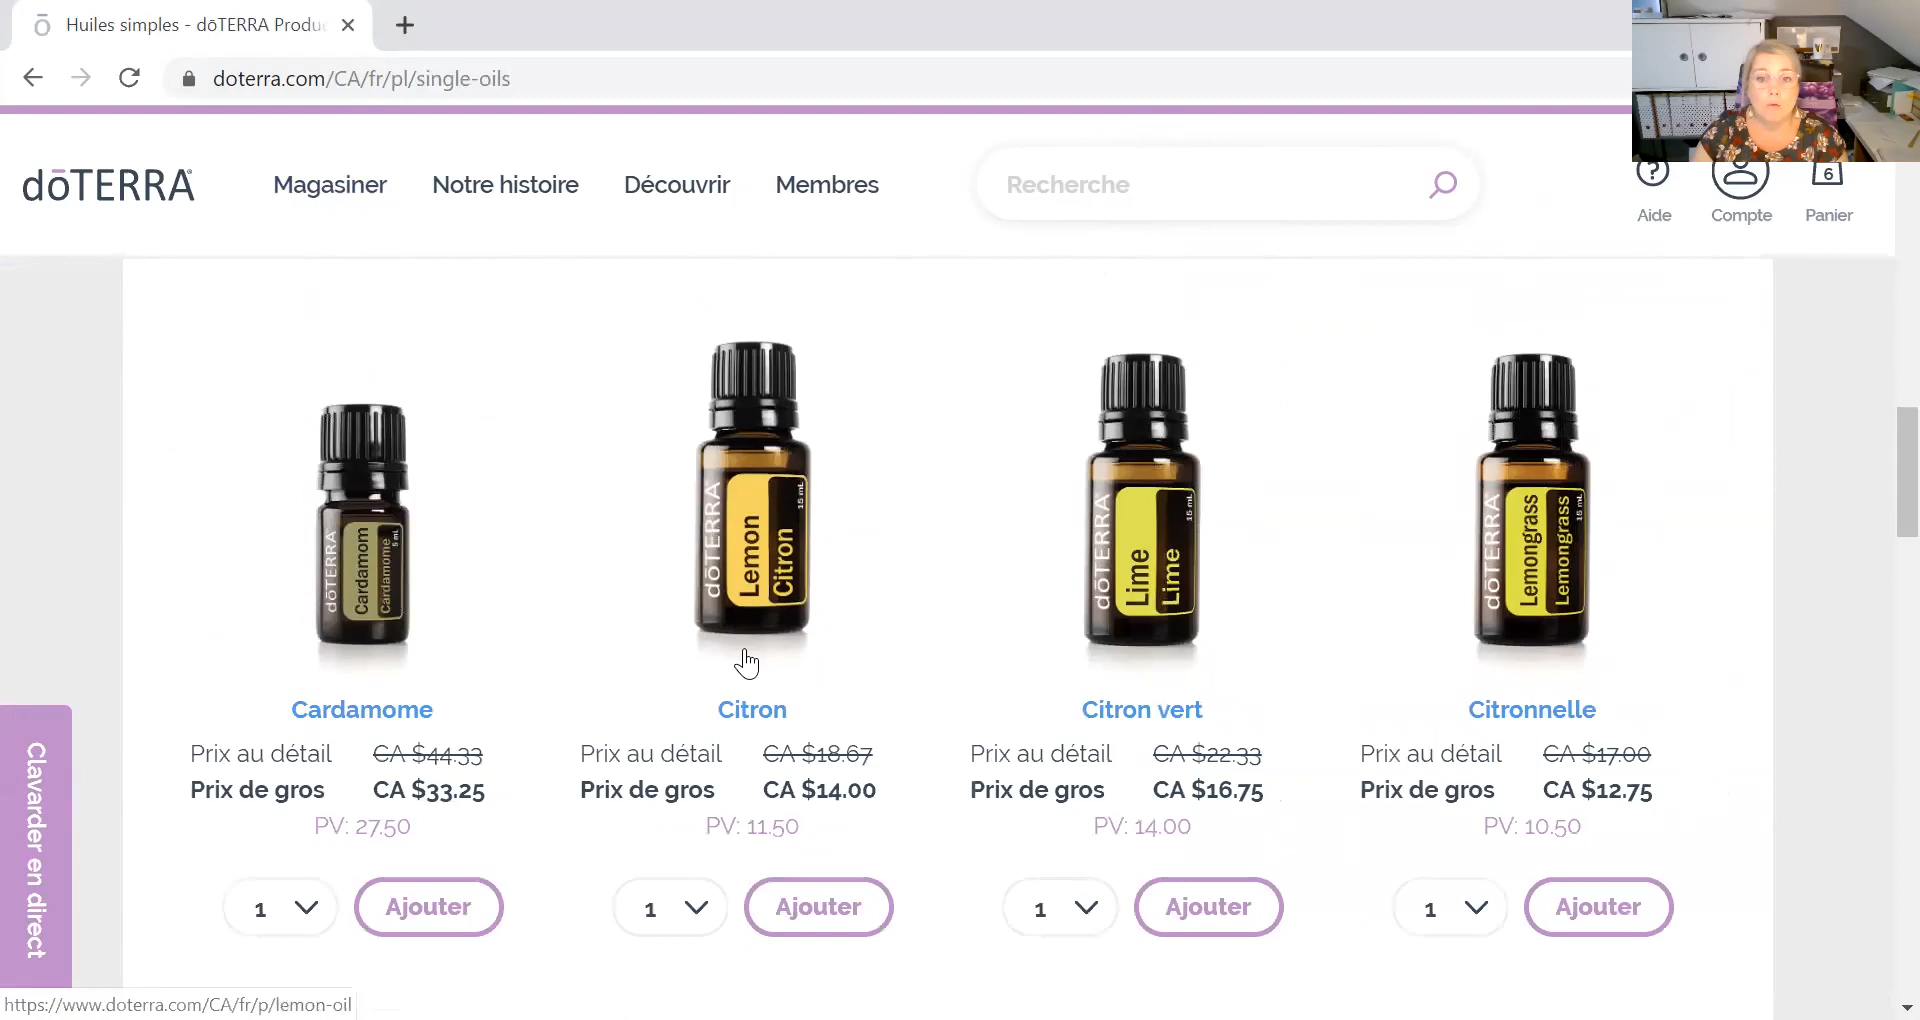 Huiles simples - dōTERRA Produ
doterra.com/CA/fr/pl/single-oils
dōTERRA
Magasiner
Notre histoire
Découvrir
Membres
Recherche
?
6
Aide
Compte
Panier
dōTERRA
Cardamom
Cardamome
5 mL
dōTERRA
Lemon
Citron
15 mL
dōTERRA
Lime
Lime
15 mL
dōTERRA
Lemongrass
Lemongrass
15 mL
Cardamome
Citron
Citron vert
Citronnelle
Prix au détail CA $44.33
Prix au détail CA $18.67
Prix au détail CA $22.33
Prix au détail CA $17.00
Prix de gros CA $33.25
Prix de gros CA $14.00
Prix de gros CA $16.75
Prix de gros CA $12.75
PV: 27.50
PV: 11.50
PV: 14.00
PV: 10.50
1
Ajouter
1
Ajouter
1
Ajouter
1
Ajouter
Clavarder en direct
https://www.doterra.com/CA/fr/p/lemon-oil